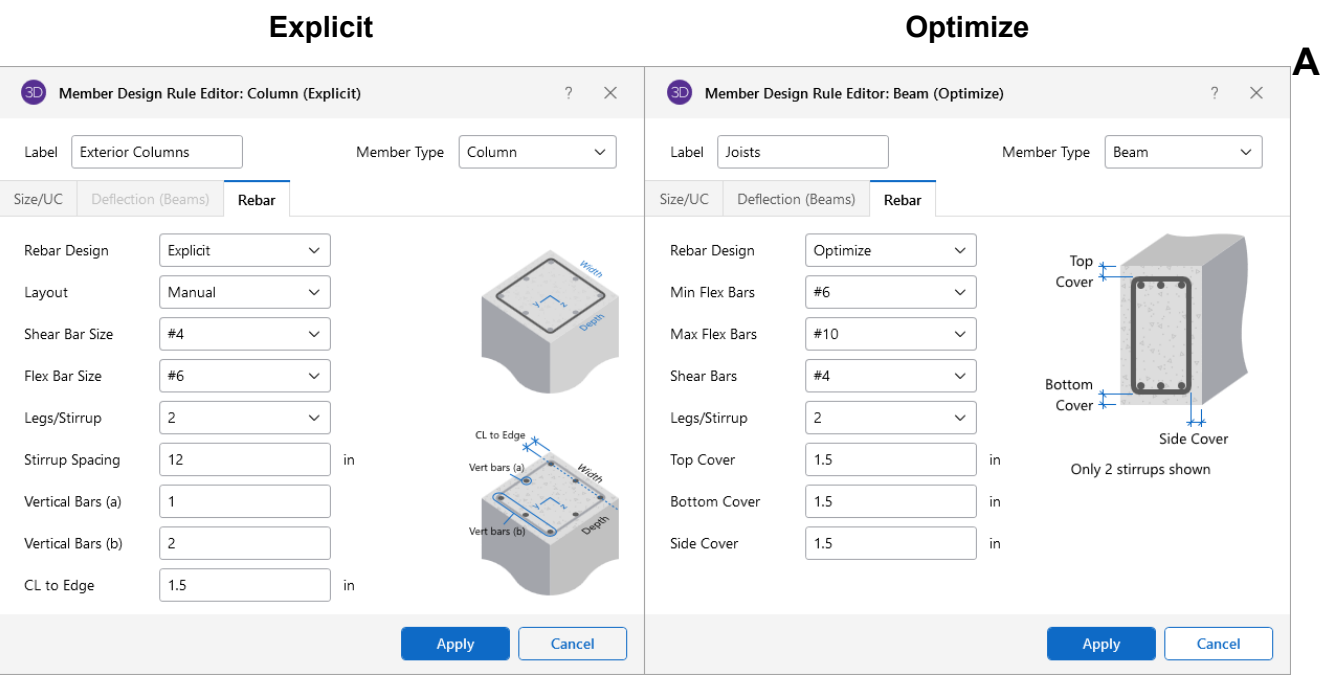 Explicit
Optimize
A
3D Member Design Rule Editor: Column (Explicit) ?
Label Exterior Columns Member Type Column
Size/UC Deflection (Beams) Rebar
Rebar Design Explicit
Layout Manual
Shear Bar Size #4
Flex Bar Size #6
Legs/Stirrup 2
Stirrup Spacing 12 in
Vertical Bars (a) 1
Vertical Bars (b) 2
CL to Edge 1.5 in
Width
Depth
y z
CL to Edge
Vert bars (a)
Width
y z
Vert bars (b)
Depth
Apply Cancel
3D Member Design Rule Editor: Beam (Optimize) ?
Label Joists Member Type Beam
Size/UC Deflection (Beams) Rebar
Rebar Design Optimize
Min Flex Bars #6
Max Flex Bars #10
Shear Bars #4
Legs/Stirrup 2
Top Cover 1.5 in
Bottom Cover 1.5 in
Side Cover 1.5 in
Top
Cover
Bottom
Cover
Side Cover
Only 2 stirrups shown
Apply Cancel